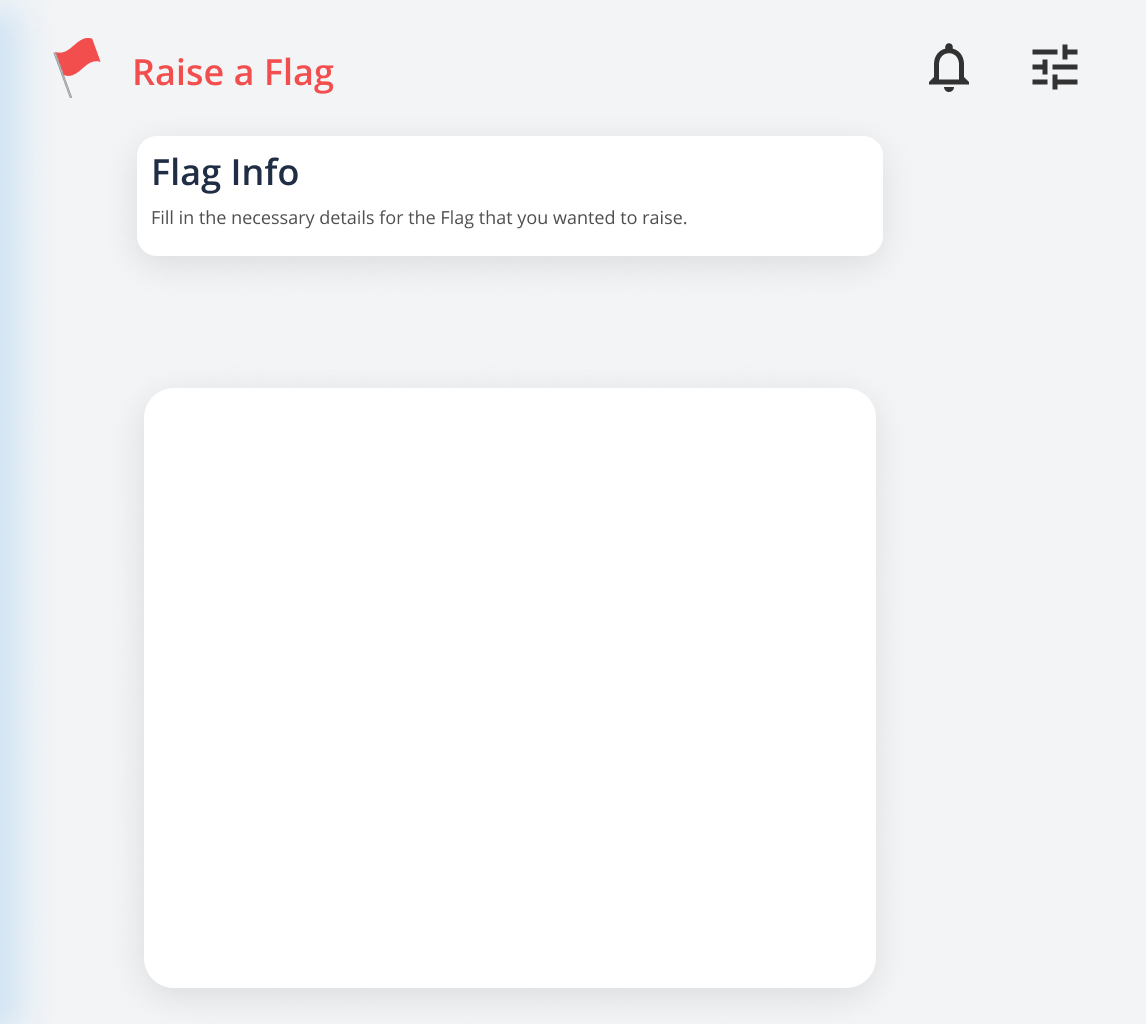 Raise a Flag
Flag Info
Fill in the necessary details for the Flag that you wanted to raise.